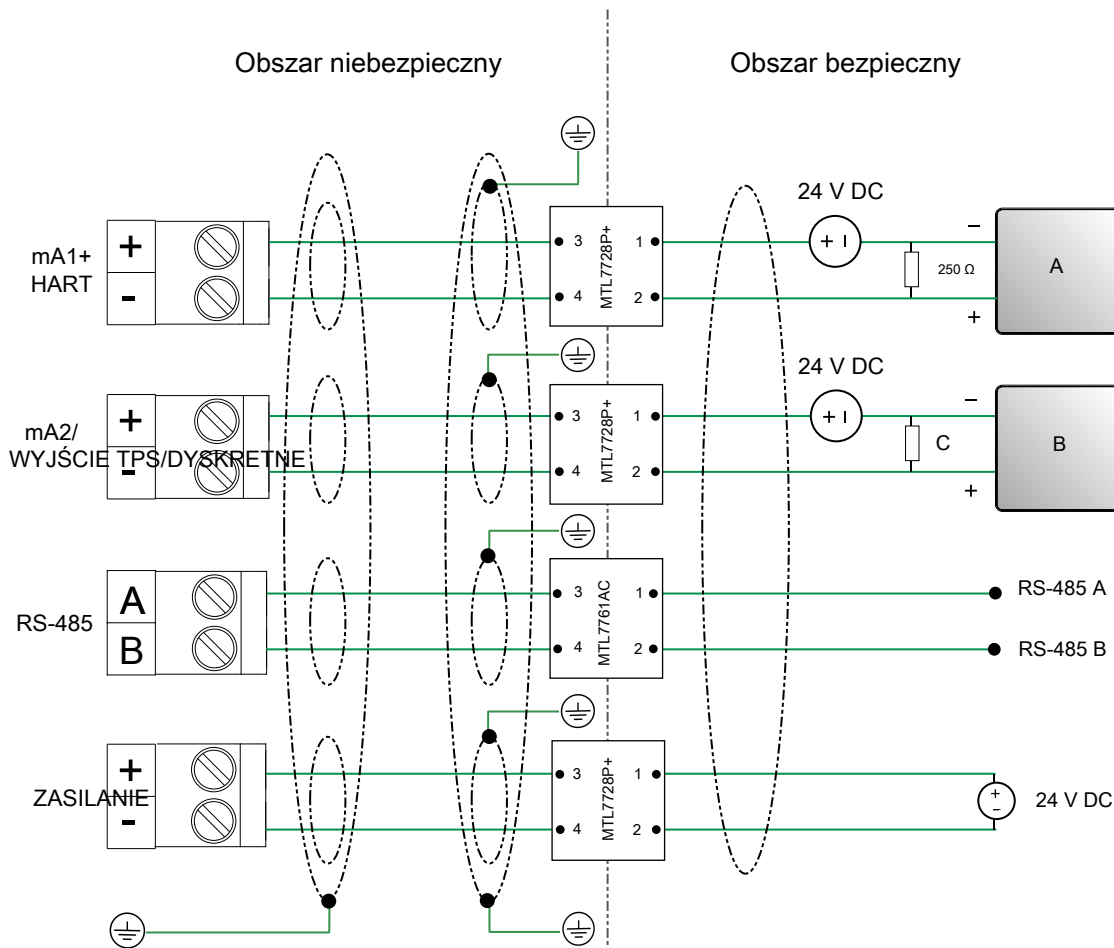 Obszar niebezpieczny
Obszar bezpieczny
mA1+
HART
+
-
3
4
MTL7728P+
1
2
24 V DC
+ −
250 Ω
−
+
A
mA2/
WYJŚCIE TPS/DYSKRETNE
+
-
3
4
MTL7728P+
1
2
24 V DC
+ −
C
−
+
B
RS-485
A
B
3
4
MTL7761AC
1
2
RS-485 A
RS-485 B
ZASILANIE
+
-
3
4
MTL7728P+
1
2
+
−
24 V DC